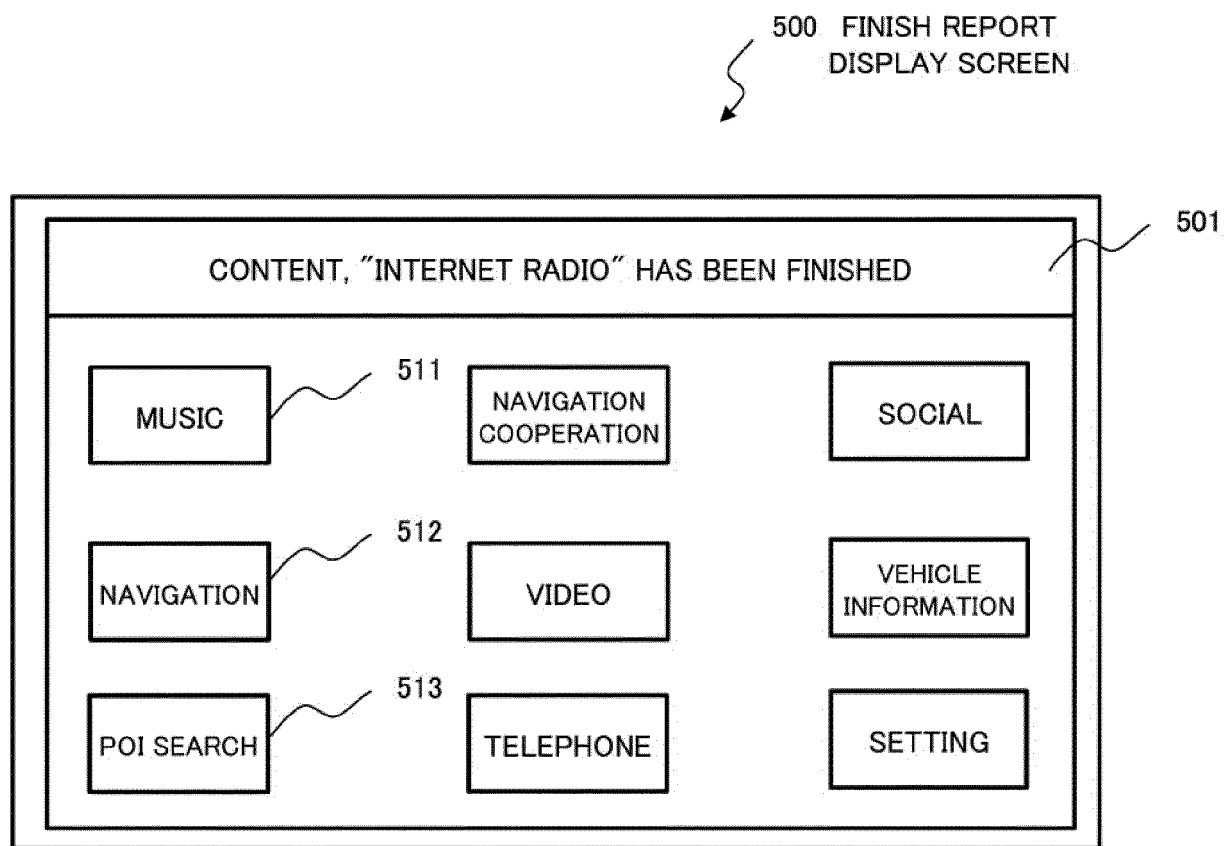 500 FINISH REPORT
DISPLAY SCREEN
501
CONTENT, "INTERNET RADIO" HAS BEEN FINISHED
MUSIC
511
NAVIGATION
COOPERATION
SOCIAL
NAVIGATION
512
VIDEO
VEHICLE
INFORMATION
POI SEARCH
513
TELEPHONE
SETTING